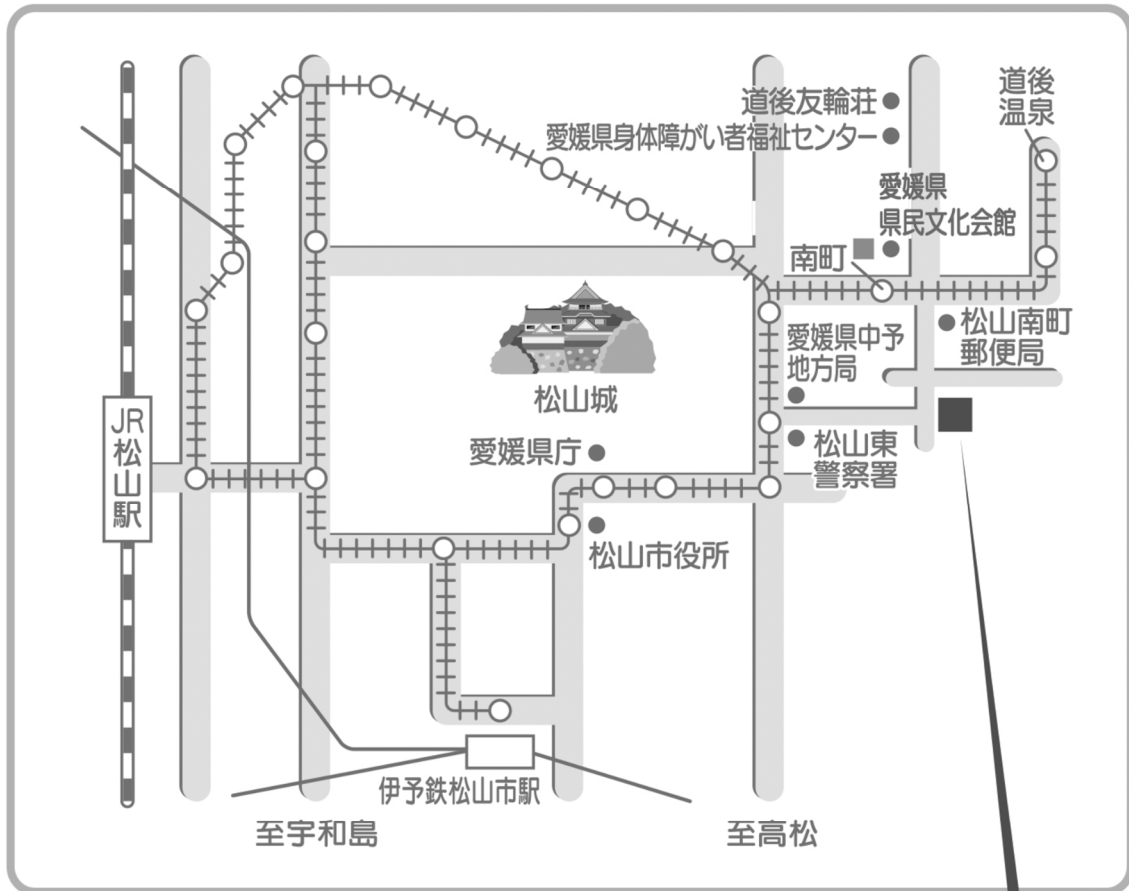 道後
温泉
道後友輪荘
愛媛県身体障がい者福祉センター
愛媛県
県民文化会館
南町
松山南町
郵便局
愛媛県中予
地方局
松山城
JR松山駅
愛媛県庁
松山東
警察署
松山市役所
伊予鉄松山市駅
至宇和島
至高松